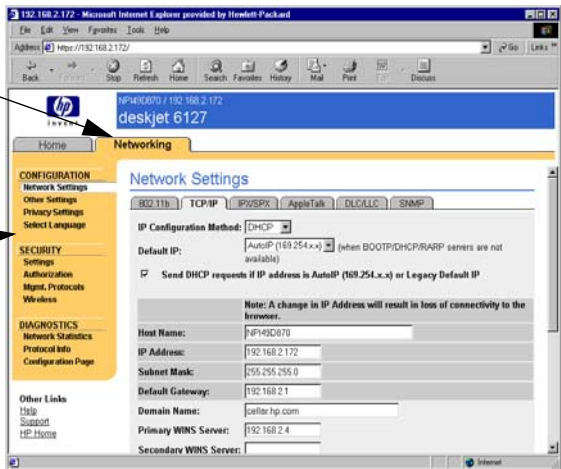 192.168.2.172 - Microsoft Internet Explorer provided by Hewlett-Packard
File Edit View Favorites Tools Help
Address https://192.168.2.172/ Go Links »
Back Stop Refresh Home Search Favorites History Mail Print Discuss
hp
invent
NPI49D870 / 192.168.2.172
deskjet 6127
Home Networking
CONFIGURATION
Network Settings
Other Settings
Privacy Settings
Select Language
SECURITY
Settings
Authorization
Mgmt. Protocols
Wireless
DIAGNOSTICS
Network Statistics
Protocol Info
Configuration Page
Other Links
Help
Support
HP Home
Network Settings
802.11b TCP/IP IPX/SPX AppleTalk DLC/LLC SNMP
IP Configuration Method: DHCP
Default IP: AutoIP (169.254.x.x) (when BOOTP/DHCP/RARP servers are not available)
Send DHCP requests if IP address is AutoIP (169.254.x.x) or Legacy Default IP
Note: A change in IP Address will result in loss of connectivity to the browser.
Host Name: NPI49D870
IP Address: 192.168.2.172
Subnet Mask: 255.255.255.0
Default Gateway: 192.168.2.1
Domain Name: cellar.hp.com
Primary WINS Server: 192.168.2.4
Secondary WINS Server:
Internet